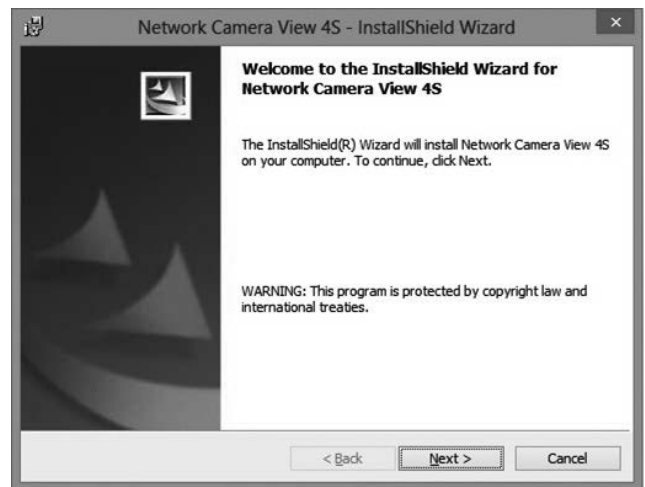 Network Camera View 4S - InstallShield Wizard
Welcome to the InstallShield Wizard for
Network Camera View 4S
The InstallShield(R) Wizard will install Network Camera View 4S
on your computer. To continue, click Next.
WARNING: This program is protected by copyright law and
international treaties.
< Back
Next >
Cancel